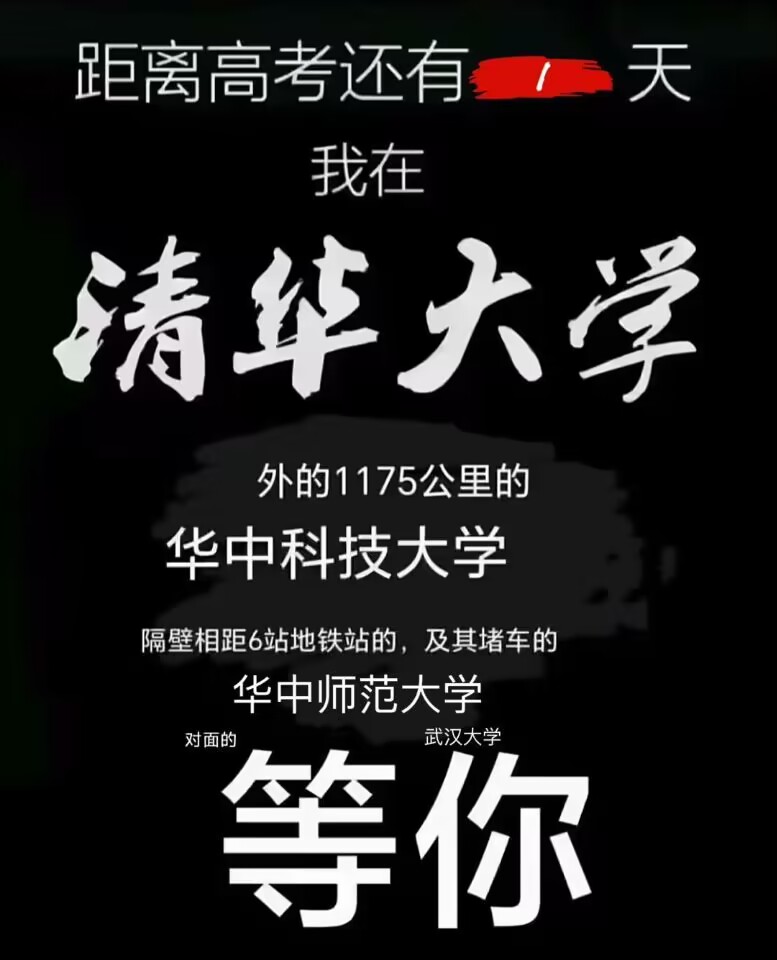 距离高考还有 1 天
我在
清华大学
外的1175公里的
华中科技大学
隔壁相距6站地铁站的，及其堵车的
华中师范大学
对面的 武汉大学
等你